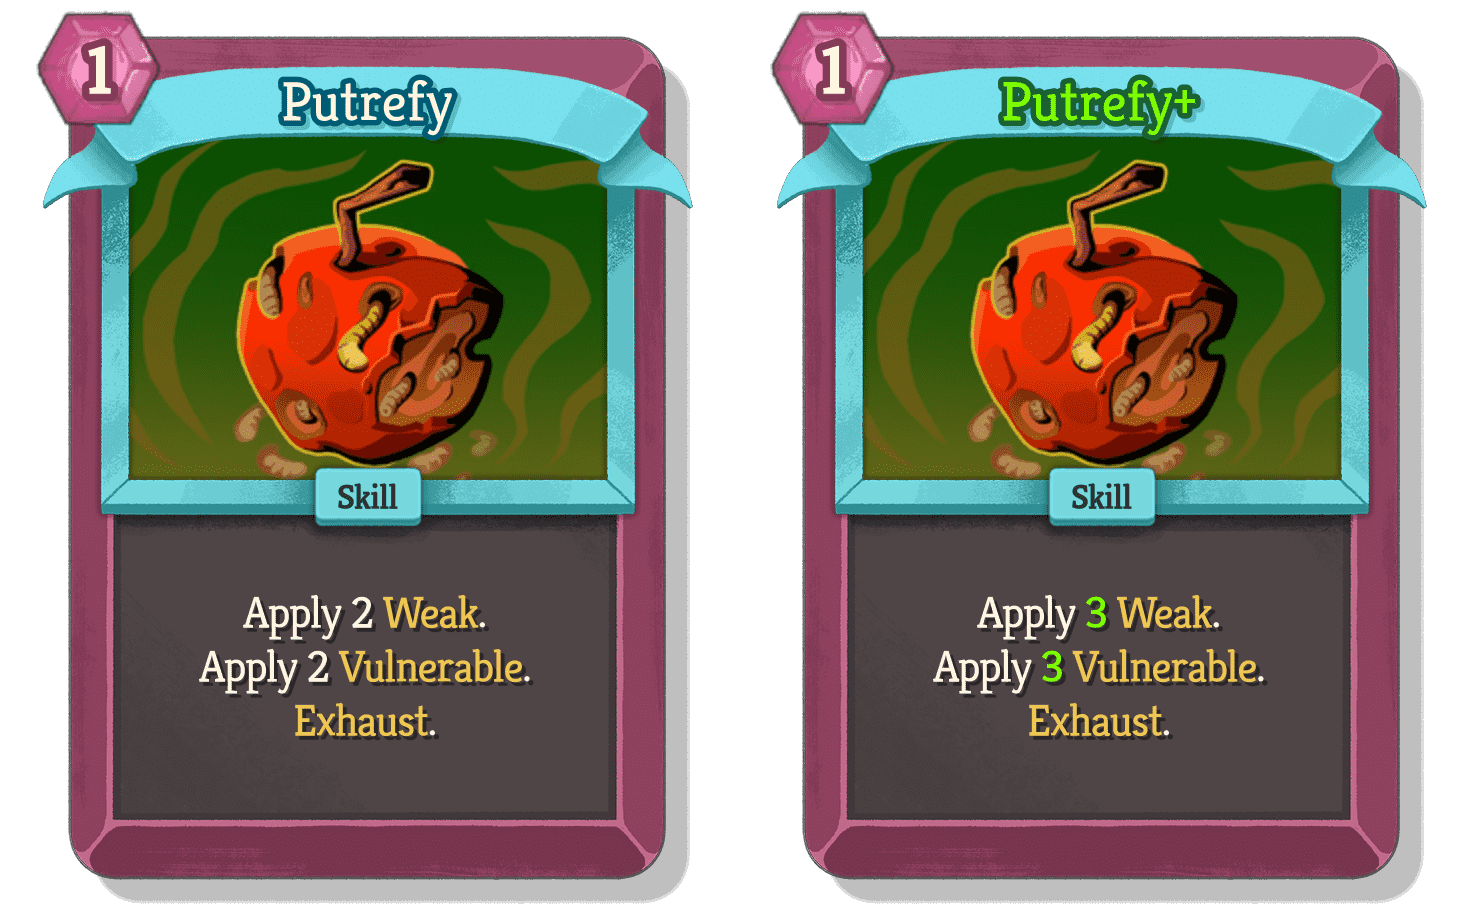 1
Putrefy
Skill
Apply 2 Weak.
Apply 2 Vulnerable.
Exhaust.
1
Putrefy+
Skill
Apply 3 Weak.
Apply 3 Vulnerable.
Exhaust.